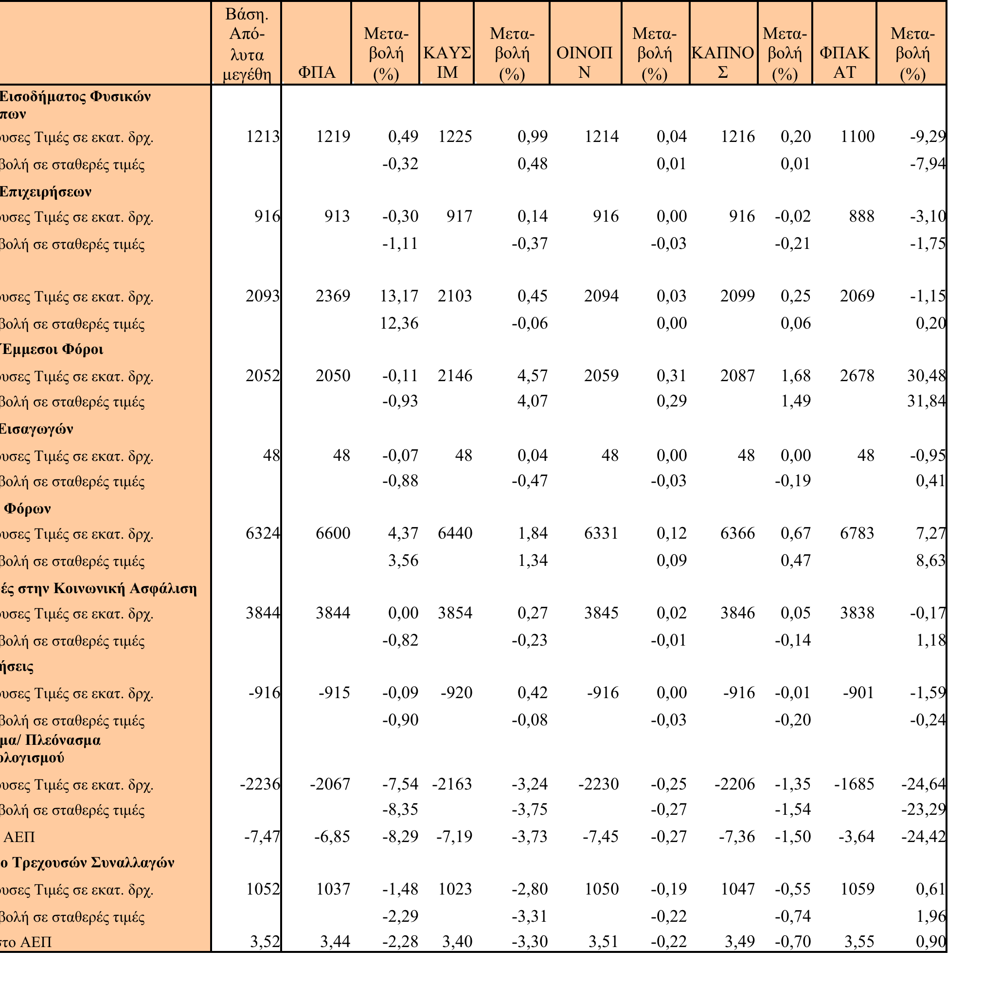 Βάση. Από- λυτα μεγέθη ΦΠΑ Μετα- βολή (%) ΚΑΥΣ ΙΜ Μετα- βολή (%) ΟΙΝΟΠ Ν Μετα- βολή (%) ΚΑΠΝΟ Σ Μετα- βολή (%) ΦΠΑΚ ΑΤ Μετα- βολή (%)
Εισοδήματος Φυσικών
πων
υσες Τιμές σε εκατ. δρχ. 1213 1219 0,49 1225 0,99 1214 0,04 1216 0,20 1100 -9,29
βολή σε σταθερές τιμές -0,32 0,48 0,01 0,01 -7,94
Επιχειρήσεων
υσες Τιμές σε εκατ. δρχ. 916 913 -0,30 917 0,14 916 0,00 916 -0,02 888 -3,10
βολή σε σταθερές τιμές -1,11 -0,37 -0,03 -0,21 -1,75
υσες Τιμές σε εκατ. δρχ. 2093 2369 13,17 2103 0,45 2094 0,03 2099 0,25 2069 -1,15
βολή σε σταθερές τιμές 12,36 -0,06 0,00 0,06 0,20
Έμμεσοι Φόροι
υσες Τιμές σε εκατ. δρχ. 2052 2050 -0,11 2146 4,57 2059 0,31 2087 1,68 2678 30,48
βολή σε σταθερές τιμές -0,93 4,07 0,29 1,49 31,84
Εισαγωγών
υσες Τιμές σε εκατ. δρχ. 48 48 -0,07 48 0,04 48 0,00 48 0,00 48 -0,95
βολή σε σταθερές τιμές -0,88 -0,47 -0,03 -0,19 0,41
Φόρων
υσες Τιμές σε εκατ. δρχ. 6324 6600 4,37 6440 1,84 6331 0,12 6366 0,67 6783 7,27
βολή σε σταθερές τιμές 3,56 1,34 0,09 0,47 8,63
ές στην Κοινωνική Ασφάλιση
υσες Τιμές σε εκατ. δρχ. 3844 3844 0,00 3854 0,27 3845 0,02 3846 0,05 3838 -0,17
βολή σε σταθερές τιμές -0,82 -0,23 -0,01 -0,14 1,18
ήσεις
υσες Τιμές σε εκατ. δρχ. -916 -915 -0,09 -920 0,42 -916 0,00 -916 -0,01 -901 -1,59
βολή σε σταθερές τιμές -0,90 -0,08 -0,03 -0,20 -0,24
μα/ Πλεόνασμα
ολογισμού
υσες Τιμές σε εκατ. δρχ. -2236 -2067 -7,54 -2163 -3,24 -2230 -0,25 -2206 -1,35 -1685 -24,64
βολή σε σταθερές τιμές -8,35 -3,75 -0,27 -1,54 -23,29
ΑΕΠ -7,47 -6,85 -8,29 -7,19 -3,73 -7,45 -0,27 -7,36 -1,50 -3,64 -24,42
ο Τρεχουσών Συναλλαγών
υσες Τιμές σε εκατ. δρχ. 1052 1037 -1,48 1023 -2,80 1050 -0,19 1047 -0,55 1059 0,61
βολή σε σταθερές τιμές -2,29 -3,31 -0,22 -0,74 1,96
στο ΑΕΠ 3,52 3,44 -2,28 3,40 -3,30 3,51 -0,22 3,49 -0,70 3,55 0,90